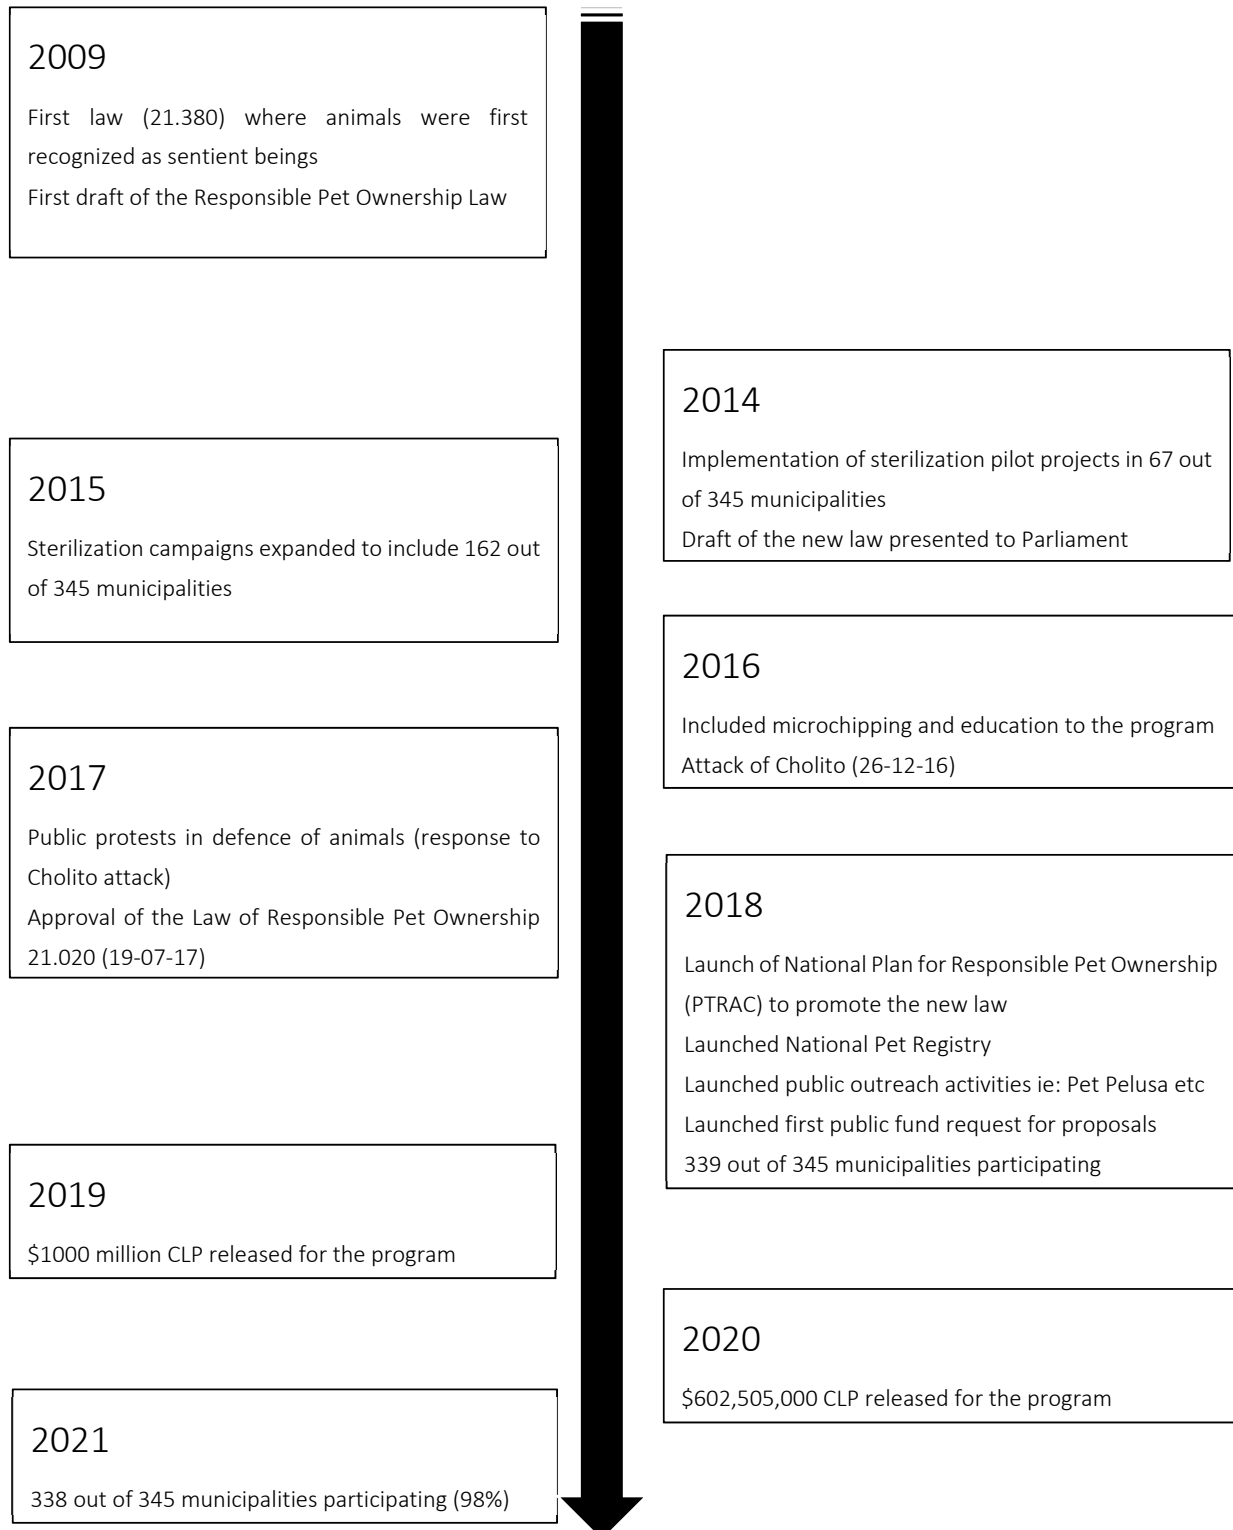 2009
First law (21.380) where animals were first
recognized as sentient beings
First draft of the Responsible Pet Ownership Law
2014
Implementation of sterilization pilot projects in 67 out
of 345 municipalities
Draft of the new law presented to Parliament
2015
Sterilization campaigns expanded to include 162 out
of 345 municipalities
2016
Included microchipping and education to the program
Attack of Cholito (26-12-16)
2017
Public protests in defence of animals (response to
Cholito attack)
Approval of the Law of Responsible Pet Ownership
21.020 (19-07-17)
2018
Launch of National Plan for Responsible Pet Ownership
(PTRAC) to promote the new law
Launched National Pet Registry
Launched public outreach activities ie: Pet Pelusa etc
Launched first public fund request for proposals
339 out of 345 municipalities participating
2019
$1000 million CLP released for the program
2020
$602,505,000 CLP released for the program
2021
338 out of 345 municipalities participating (98%)